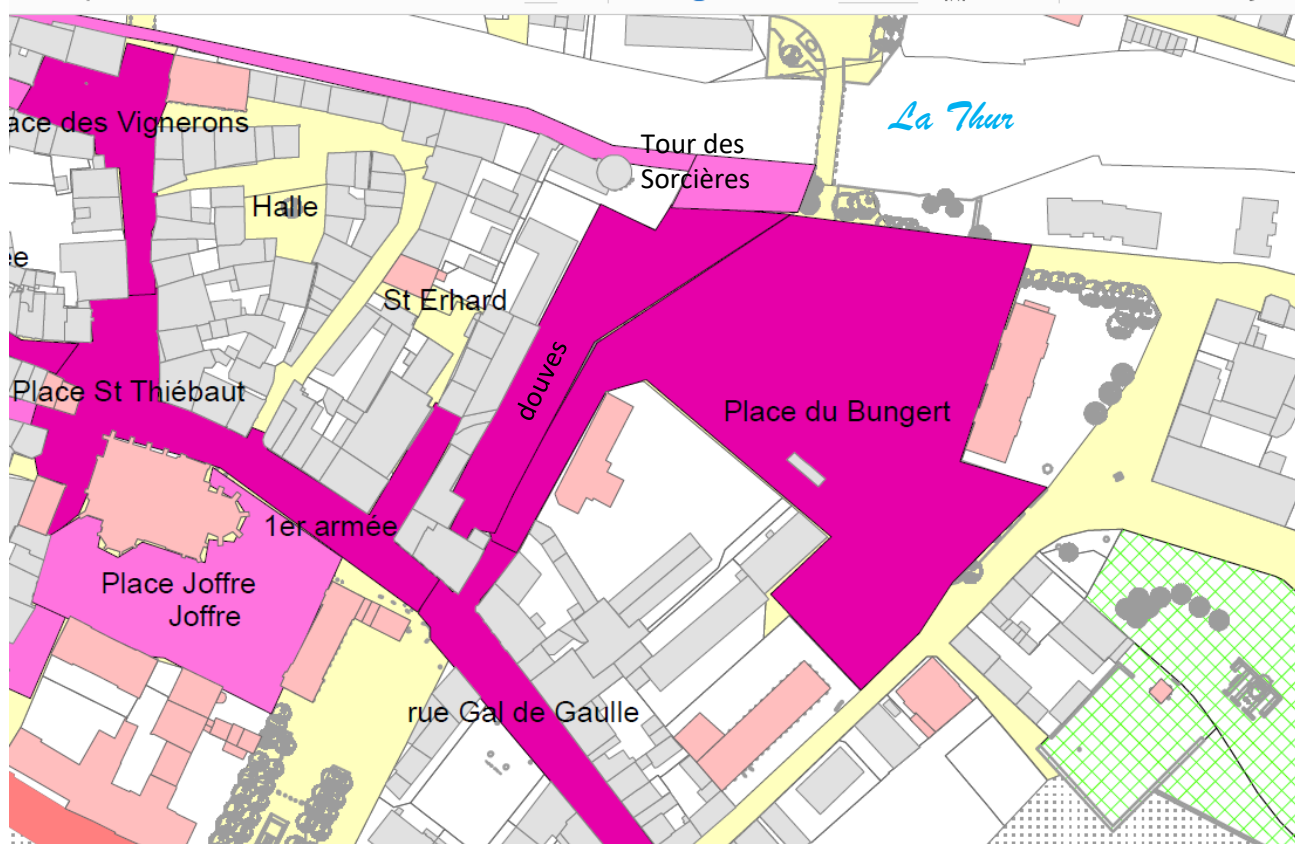 La Thur
ace des Vignerons
Tour des
Sorcières
Halle
ée
St Erhard
douves
Place St Thiébaut
Place du Bungert
1er armée
Place Joffre
Joffre
rue Gal de Gaulle